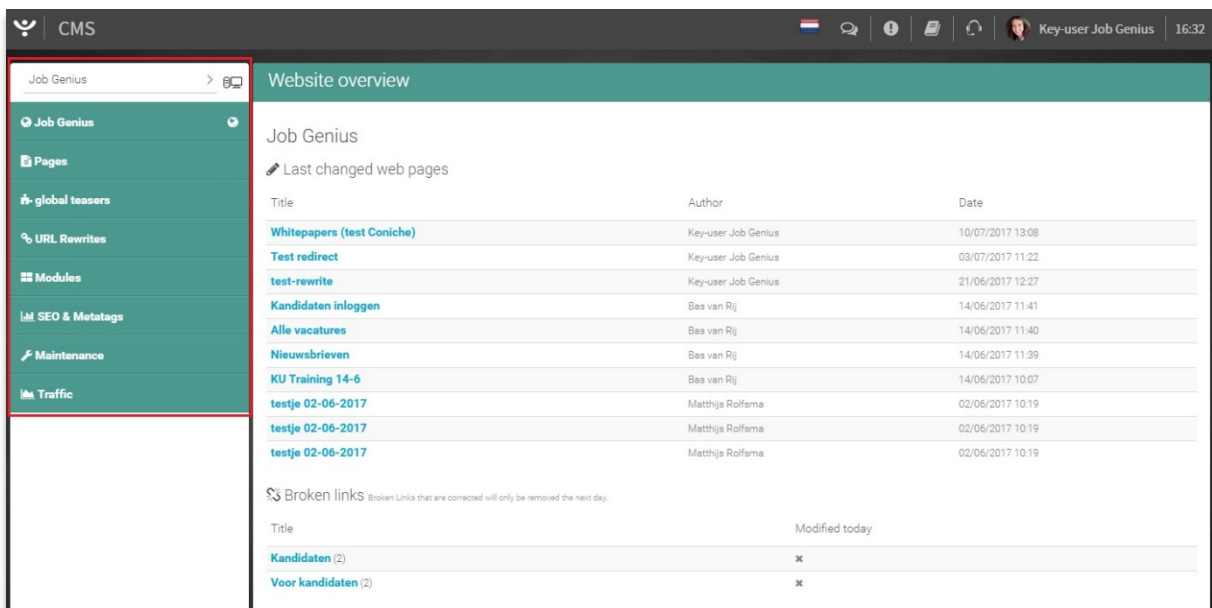 CMS
Key-user Job Genius
16:32
Job Genius
Job Genius
Pages
global teasers
URL Rewrites
Modules
SEO & Metatags
Maintenance
Traffic
Website overview
Job Genius
Last changed web pages
Title Author Date
Whitepapers (test Coniche) Key-user Job Genius 10/07/2017 13:08
Test redirect Key-user Job Genius 03/07/2017 11:22
test-rewrite Key-user Job Genius 21/06/2017 12:27
Kandidaten inloggen Bas van Rij 14/06/2017 11:41
Alle vacatures Bas van Rij 14/06/2017 11:40
Nieuwsbrieven Bas van Rij 14/06/2017 11:39
KU Training 14-6 Bas van Rij 14/06/2017 10:07
testje 02-06-2017 Matthijs Rolfsma 02/06/2017 10:19
testje 02-06-2017 Matthijs Rolfsma 02/06/2017 10:19
testje 02-06-2017 Matthijs Rolfsma 02/06/2017 10:19
Broken links Broken Links that are corrected will only be removed the next day.
Title Modified today
Kandidaten (2)
Voor kandidaten (2)